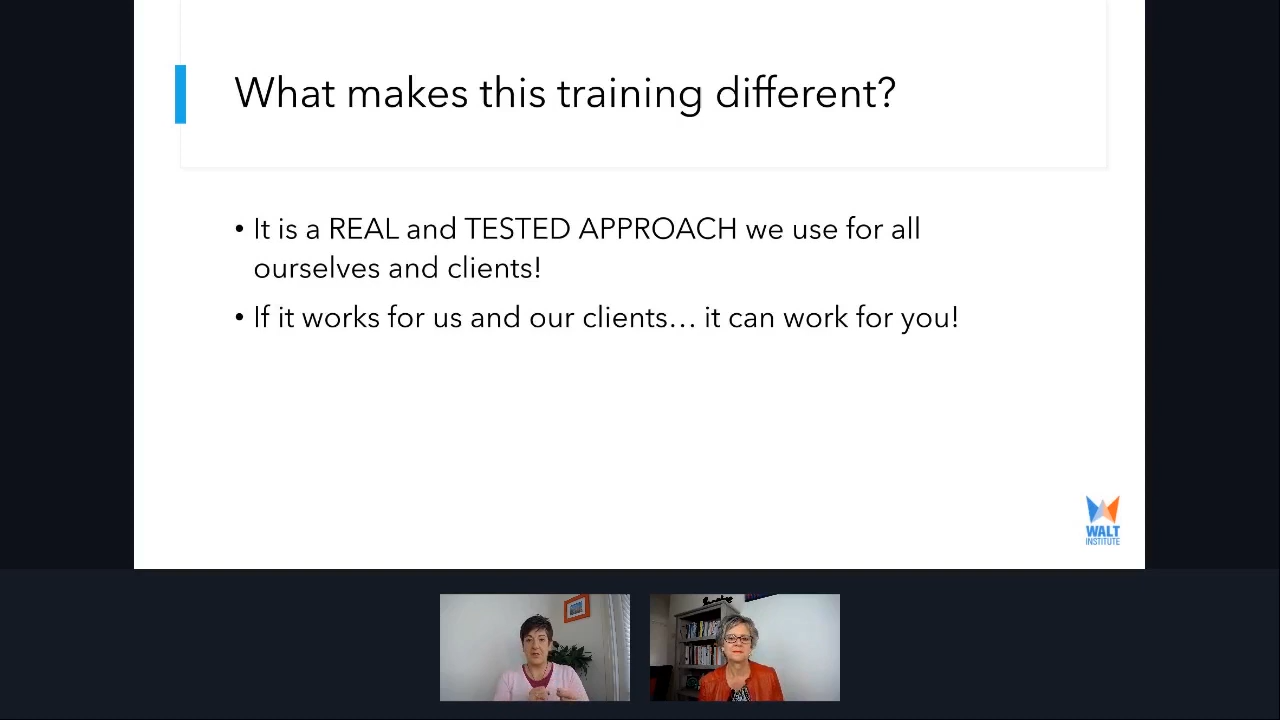 What makes this training different?
• It is a REAL and TESTED APPROACH we use for all
ourselves and clients!
• If it works for us and our clients… it can work for you!
WALT
INSTITUTE